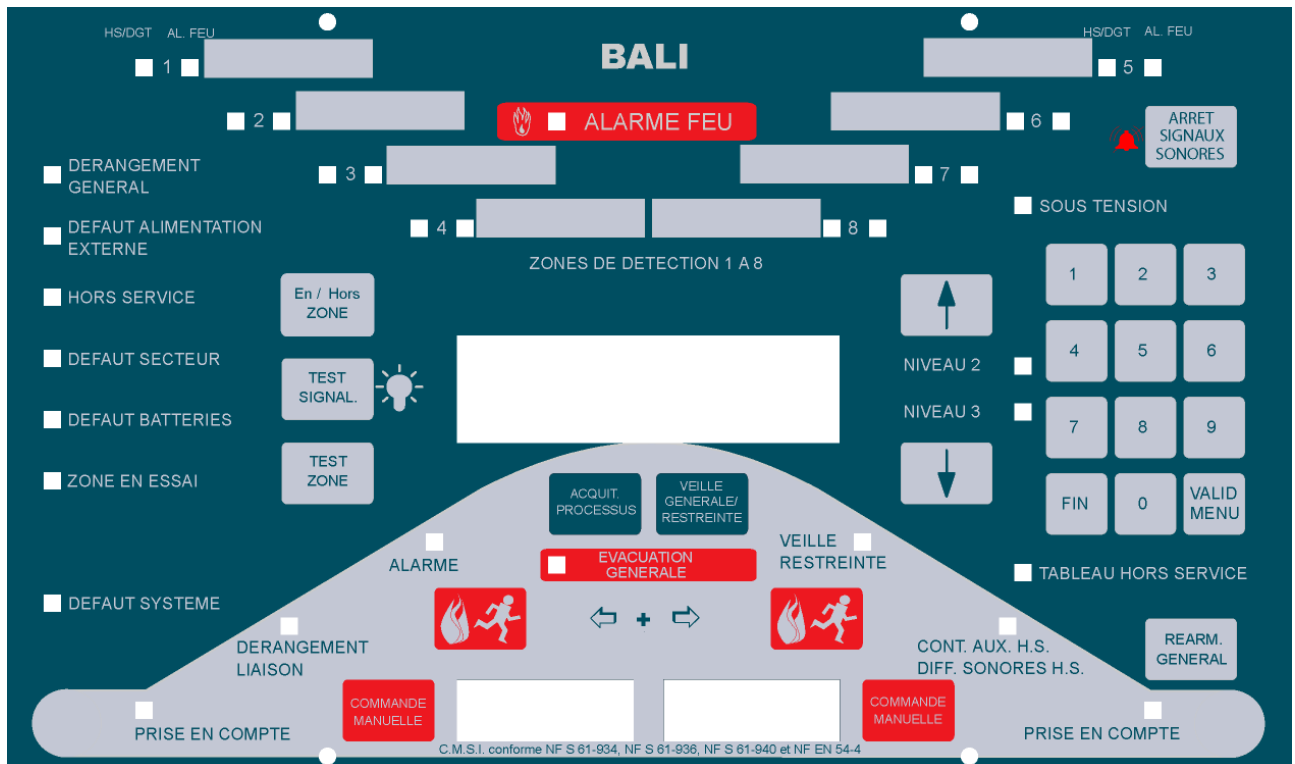 HS/DGT AL. FEU
HS/DGT AL. FEU
BALI
1
5
2
ALARME FEU
6
ARRET
SIGNAUX
SONORES
DERANGEMENT
GENERAL
3
7
SOUS TENSION
DEFAUT ALIMENTATION
EXTERNE
4
8
ZONES DE DETECTION 1 A 8
1 2 3
HORS SERVICE
En / Hors
ZONE
DEFAUT SECTEUR
TEST
SIGNAL.
NIVEAU 2
4 5 6
DEFAUT BATTERIES
NIVEAU 3
7 8 9
ZONE EN ESSAI
TEST
ZONE
ACQUIT.
PROCESSUS
VEILLE
GENERALE/
RESTREINTE
FIN
0
VALID
MENU
ALARME
EVACUATION
GENERALE
VEILLE
RESTREINTE
TABLEAU HORS SERVICE
DEFAUT SYSTEME
DERANGEMENT
LIAISON
CONT. AUX. H.S.
DIFF. SONORES H.S.
REARM.
GENERAL
PRISE EN COMPTE
COMMANDE
MANUELLE
COMMANDE
MANUELLE
PRISE EN COMPTE
C.M.S.I. conforme NF S 61-934, NF S 61-936, NF S 61-940 et NF EN 54-4